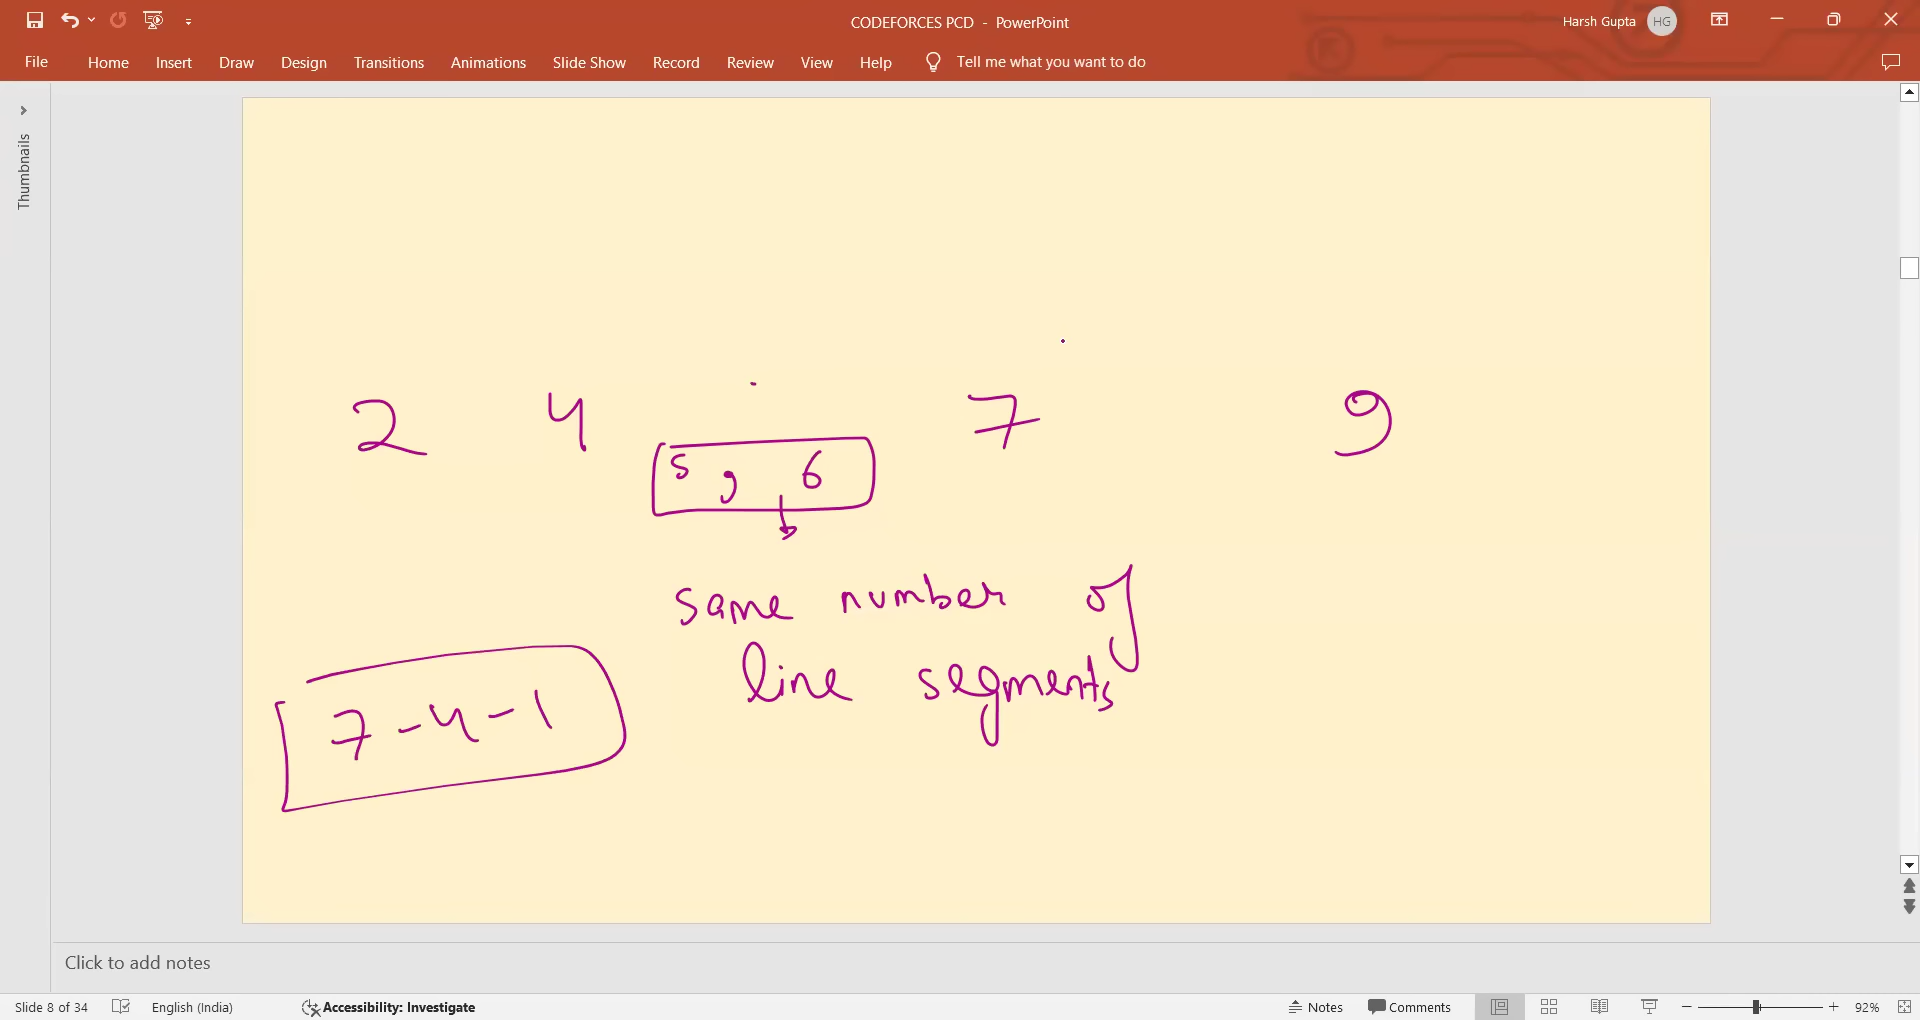 CODEFORCES PCD - PowerPoint
Harsh Gupta HG
File Home Insert Draw Design Transitions Animations Slide Show Record Review View Help Tell me what you want to do
Thumbnails
2 4 7 9
5 , 6
same number of
line segments
7-4-1
Click to add notes
Slide 8 of 34 English (India) Accessibility: Investigate Notes Comments 92%